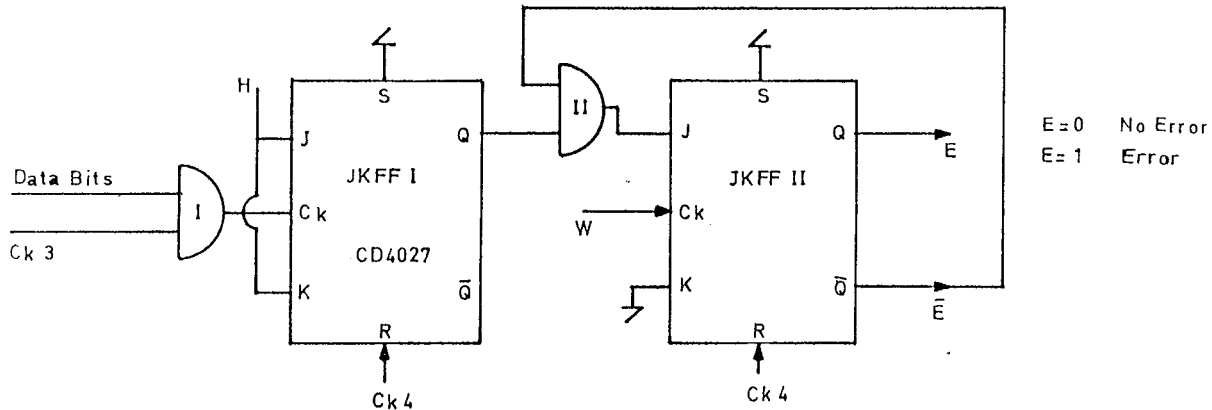 H
S
S
II
J
Q
J
Q
E
E=0 No Error
E=1 Error
JKFF I
JKFF II
Data Bits
I
Ck
Ck
W
Ck 3
CD4027
K
Q̅
K
Q̅
E̅
R
R
Ck 4
Ck 4